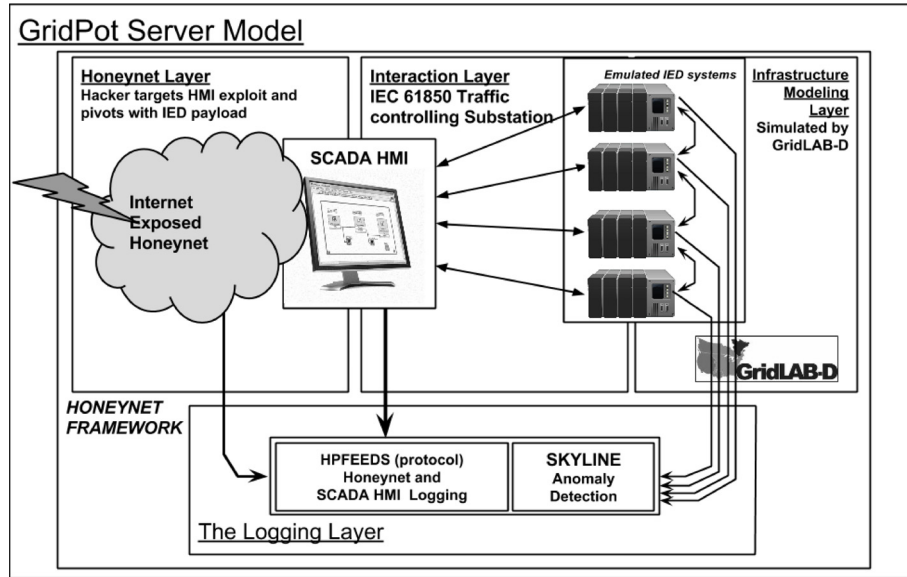 GridPot Server Model
Honeynet Layer
Hacker targets HMI exploit and
pivots with IED payload
Interaction Layer
IEC 61850 Traffic
controlling Substation
Emulated IED systems
Infrastructure
Modeling
Layer
Simulated by
GridLAB-D
SCADA HMI
Internet
Exposed
Honeynet
GridLAB-D
HONEYNET
FRAMEWORK
HPFEEDS (protocol)
Honeynet and
SCADA HMI Logging
SKYLINE
Anomaly
Detection
The Logging Layer